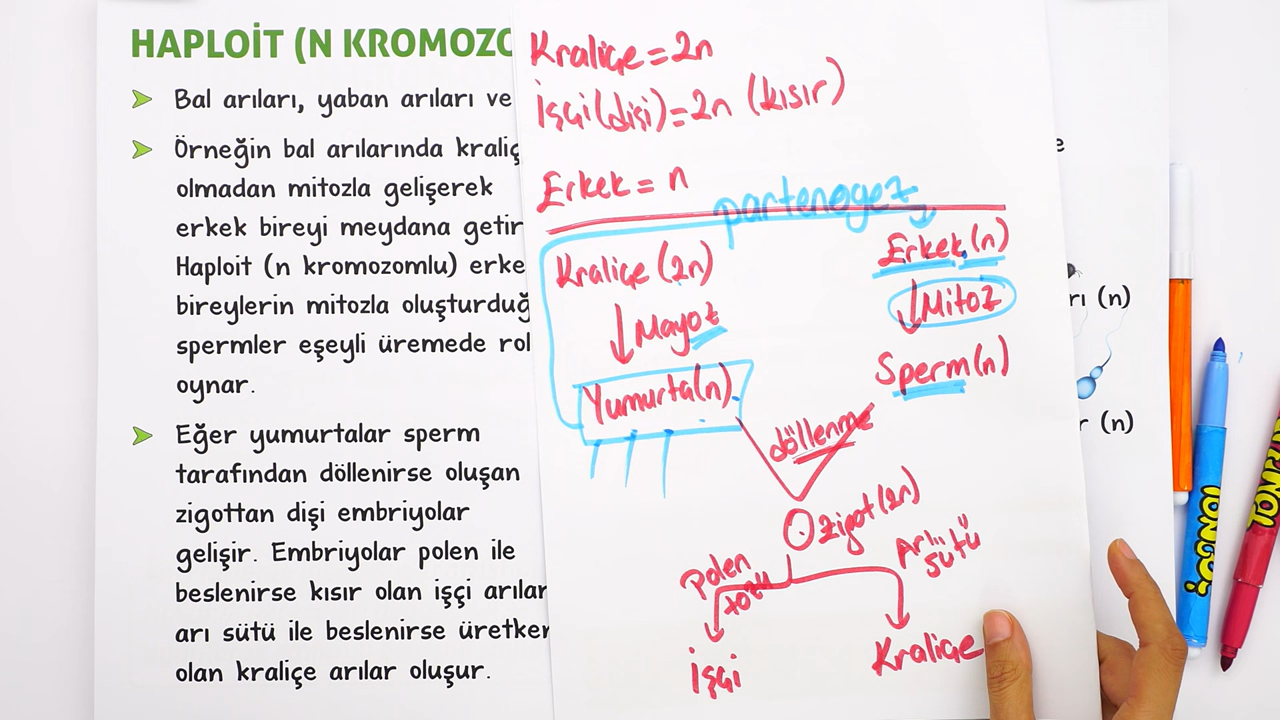 HAPLOİT (N KROMOZO
Bal arıları, yaban arıları ve
Örneğin bal arılarında kraliç
olmadan mitozla gelişerek
erkek bireyi meydana getir
Haploit (n kromozomlu) erke
bireylerin mitozla oluşturduğ
spermler eşeyli üremede rol
oynar.
Eğer yumurtalar sperm
tarafından döllenirse oluşan
zigottan dişi embriyolar
gelişir. Embriyolar polen ile
beslenirse kısır olan işçi arılar
arı sütü ile beslenirse üretken
olan kraliçe arılar oluşur.
Kraliçe = 2n
İşçi (dişi) = 2n (kısır)
Erkek = n
partenogez
Kraliçe (2n)
Mayoz
Yumurta(n)
Erkek (n)
Mitoz
Sperm(n)
döllenme
Zigot (2n)
Polen
tozu
Arı
sütü
İşçi
Kraliçe
e
rı (n)
r (n)